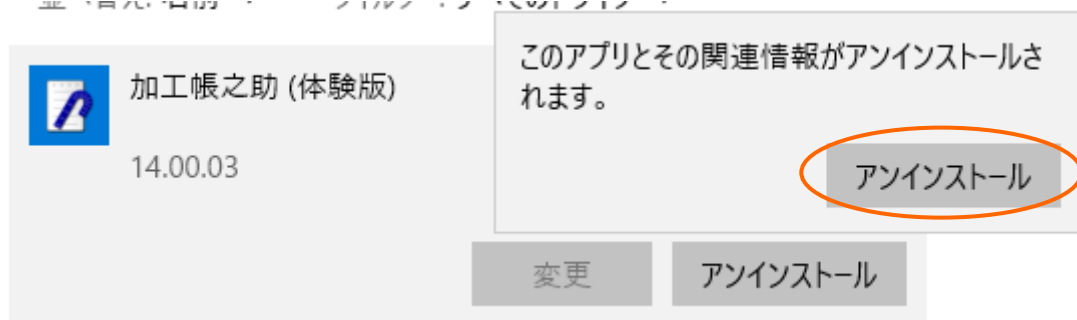 加工帳之助 (体験版)
14.00.03
このアプリとその関連情報がアンインストールさ
れます。
アンインストール
変更
アンインストール